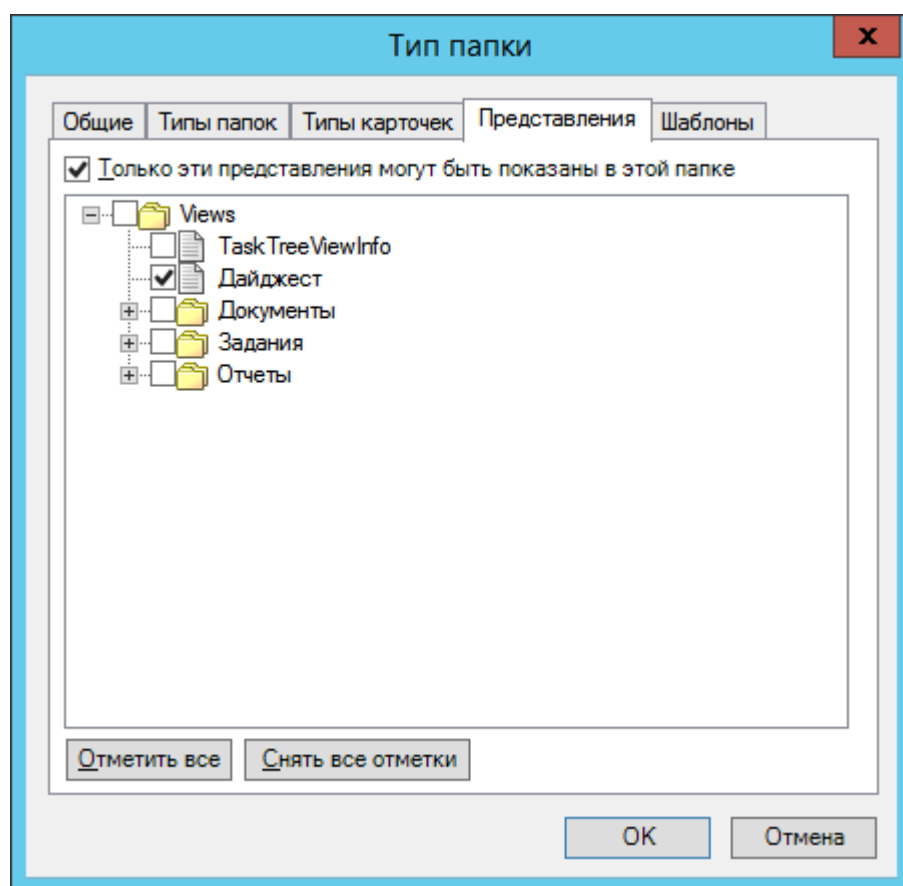 Тип папки
x
Общие Типы папок Типы карточек Представления Шаблоны
Только эти представления могут быть показаны в этой папке
Views
TaskTreeViewInfo
Дайджест
Документы
Задания
Отчеты
Отметить все Снять все отметки
OK Отмена